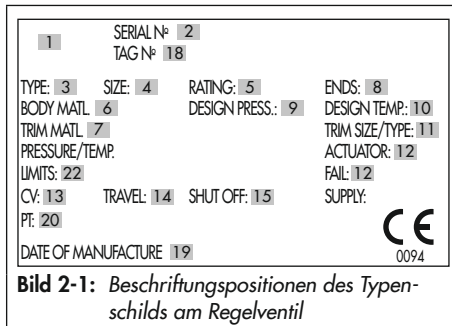 1 SERIAL Nº 2
TAG Nº 18
TYPE: 3 SIZE: 4 RATING: 5 ENDS: 8
BODY MATL. 6 DESIGN PRESS.: 9 DESIGN TEMP.: 10
TRIM MATL. 7 TRIM SIZE/TYPE: 11
PRESSURE/TEMP. ACTUATOR: 12
LIMITS: 22 FAIL: 12
CV: 13 TRAVEL: 14 SHUT OFF: 15 SUPPLY:
PT: 20
CE
DATE OF MANUFACTURE 19 0094
Bild 2-1: Beschriftungspositionen des Typen-
schilds am Regelventil